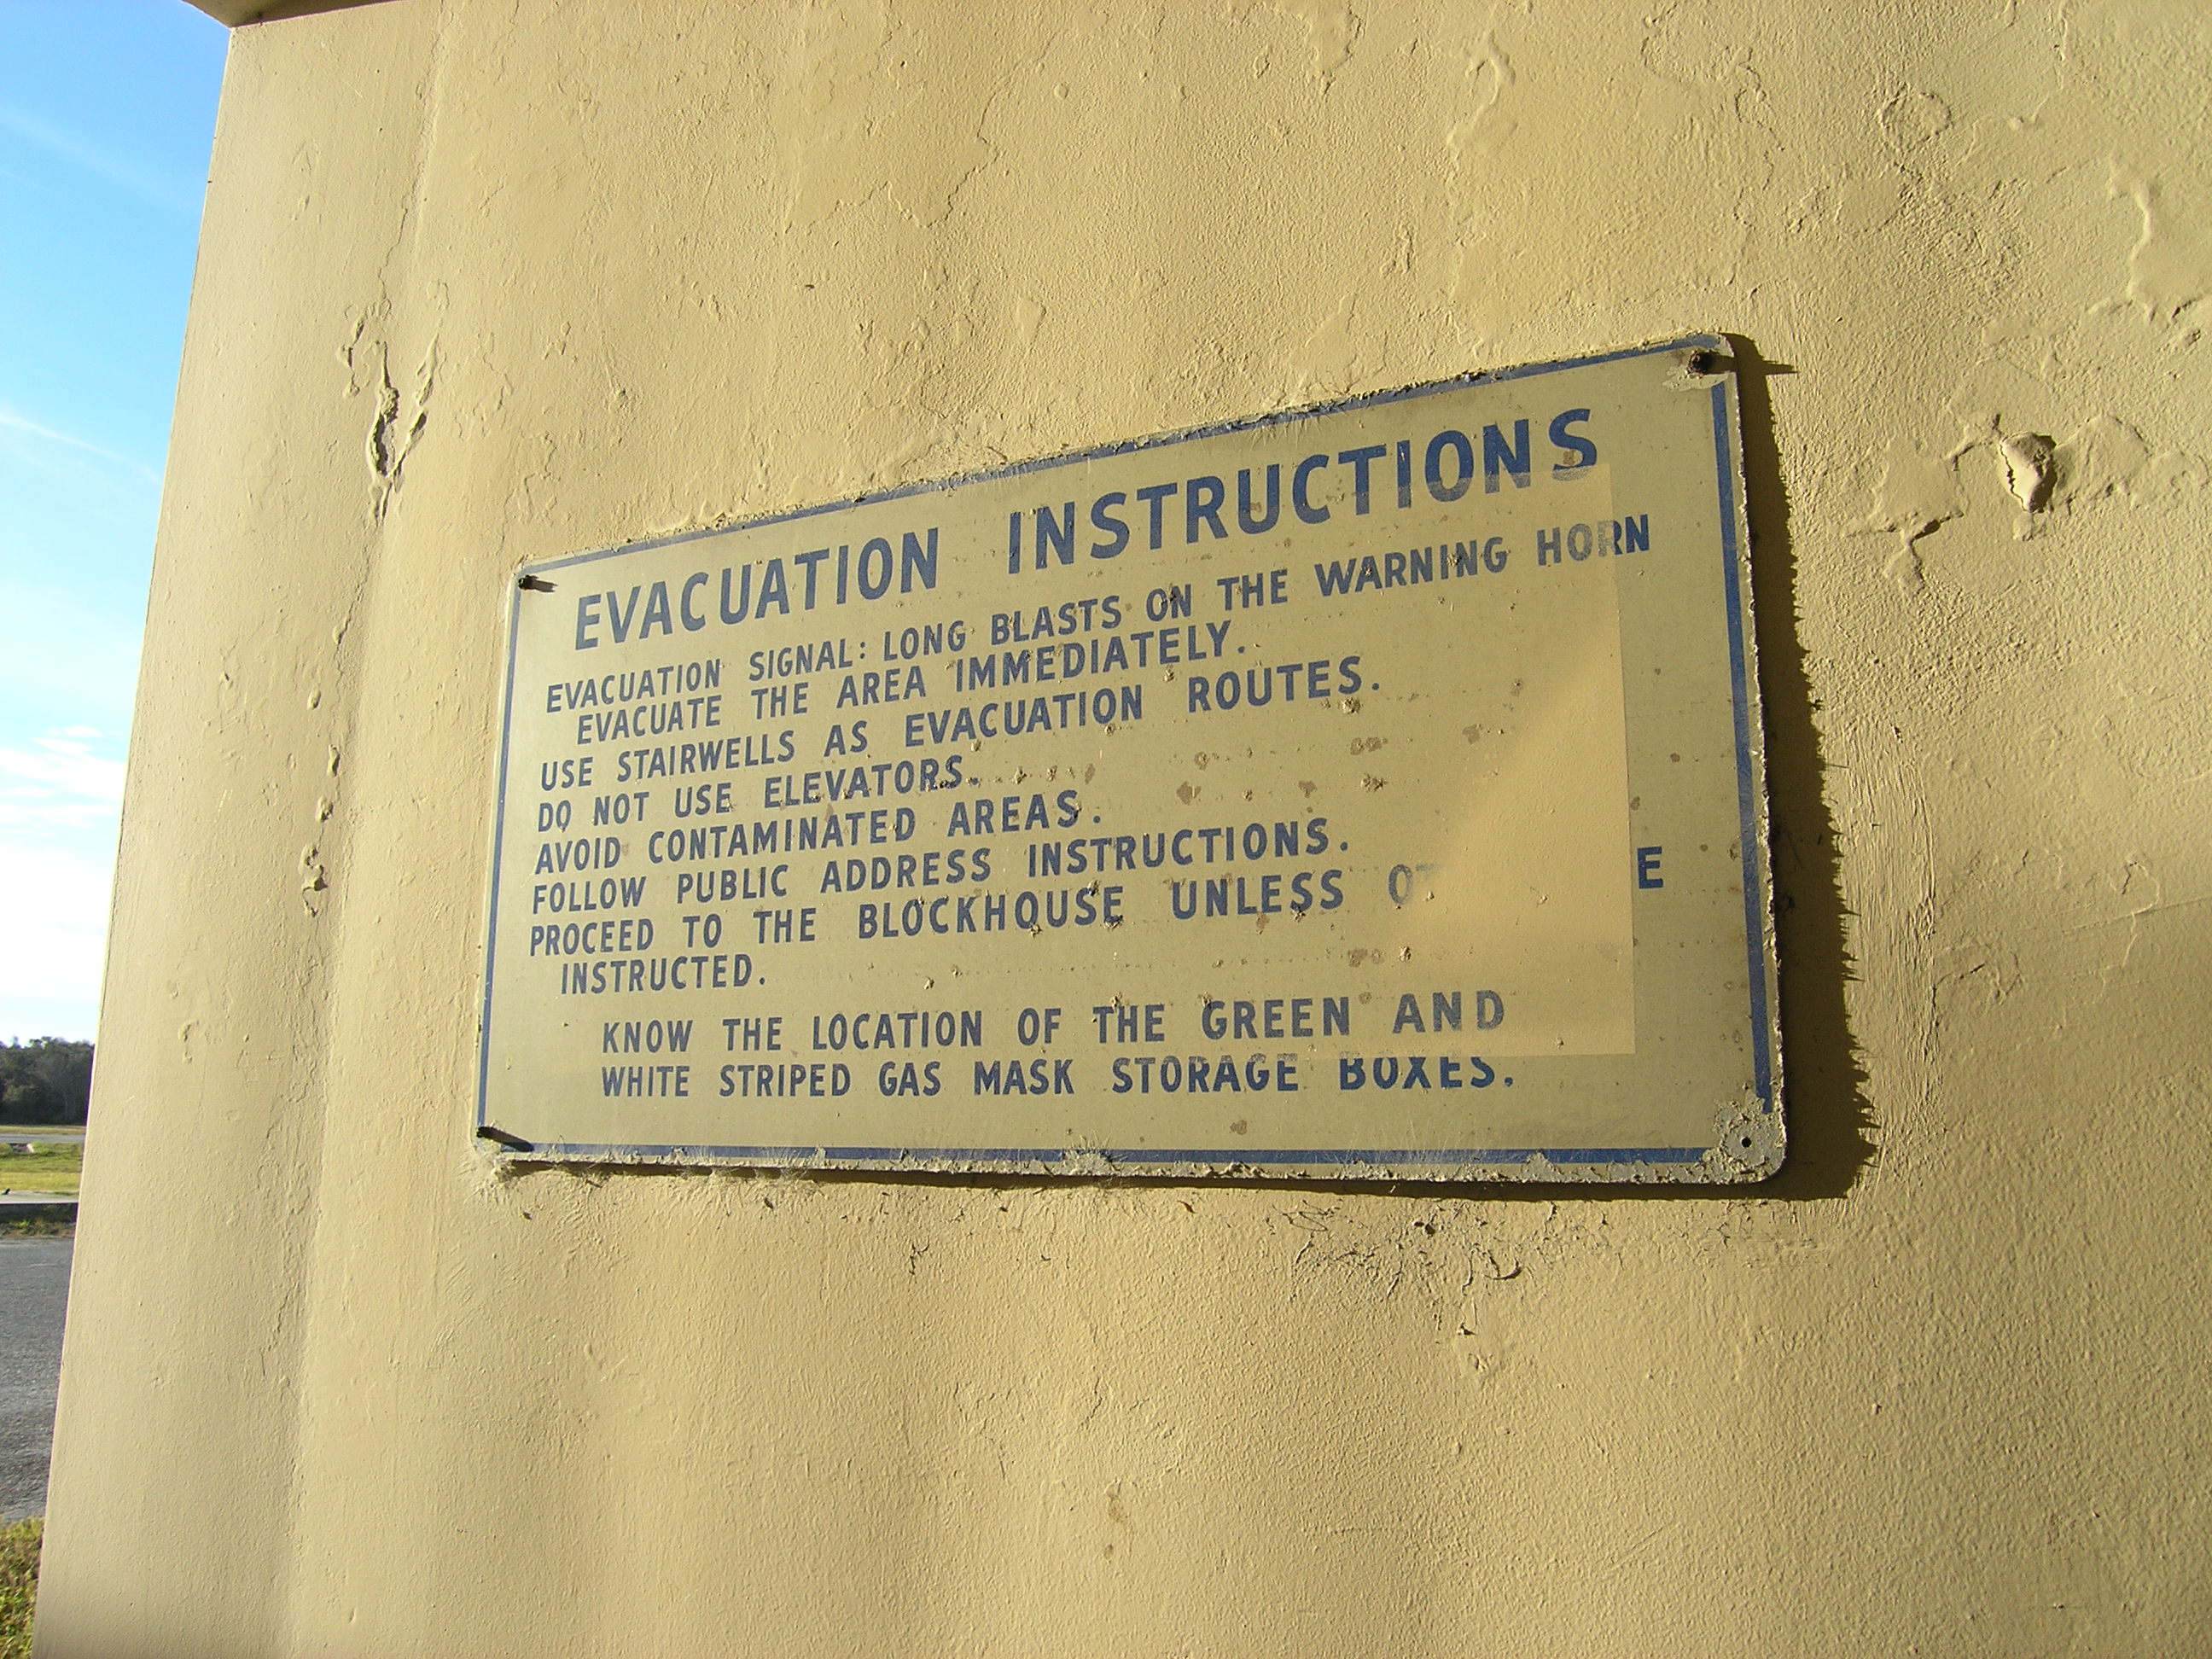 EVACUATION INSTRUCTIONS
EVACUATION SIGNAL: LONG BLASTS ON THE WARNING HORN
EVACUATE THE AREA IMMEDIATELY.
USE STAIRWELLS AS EVACUATION ROUTES.
DO NOT USE ELEVATORS.
AVOID CONTAMINATED AREAS.
FOLLOW PUBLIC ADDRESS INSTRUCTIONS.
PROCEED TO THE BLOCKHOUSE UNLESS
INSTRUCTED.
KNOW THE LOCATION OF THE GREEN AND
WHITE STRIPED GAS MASK STORAGE BOXES.